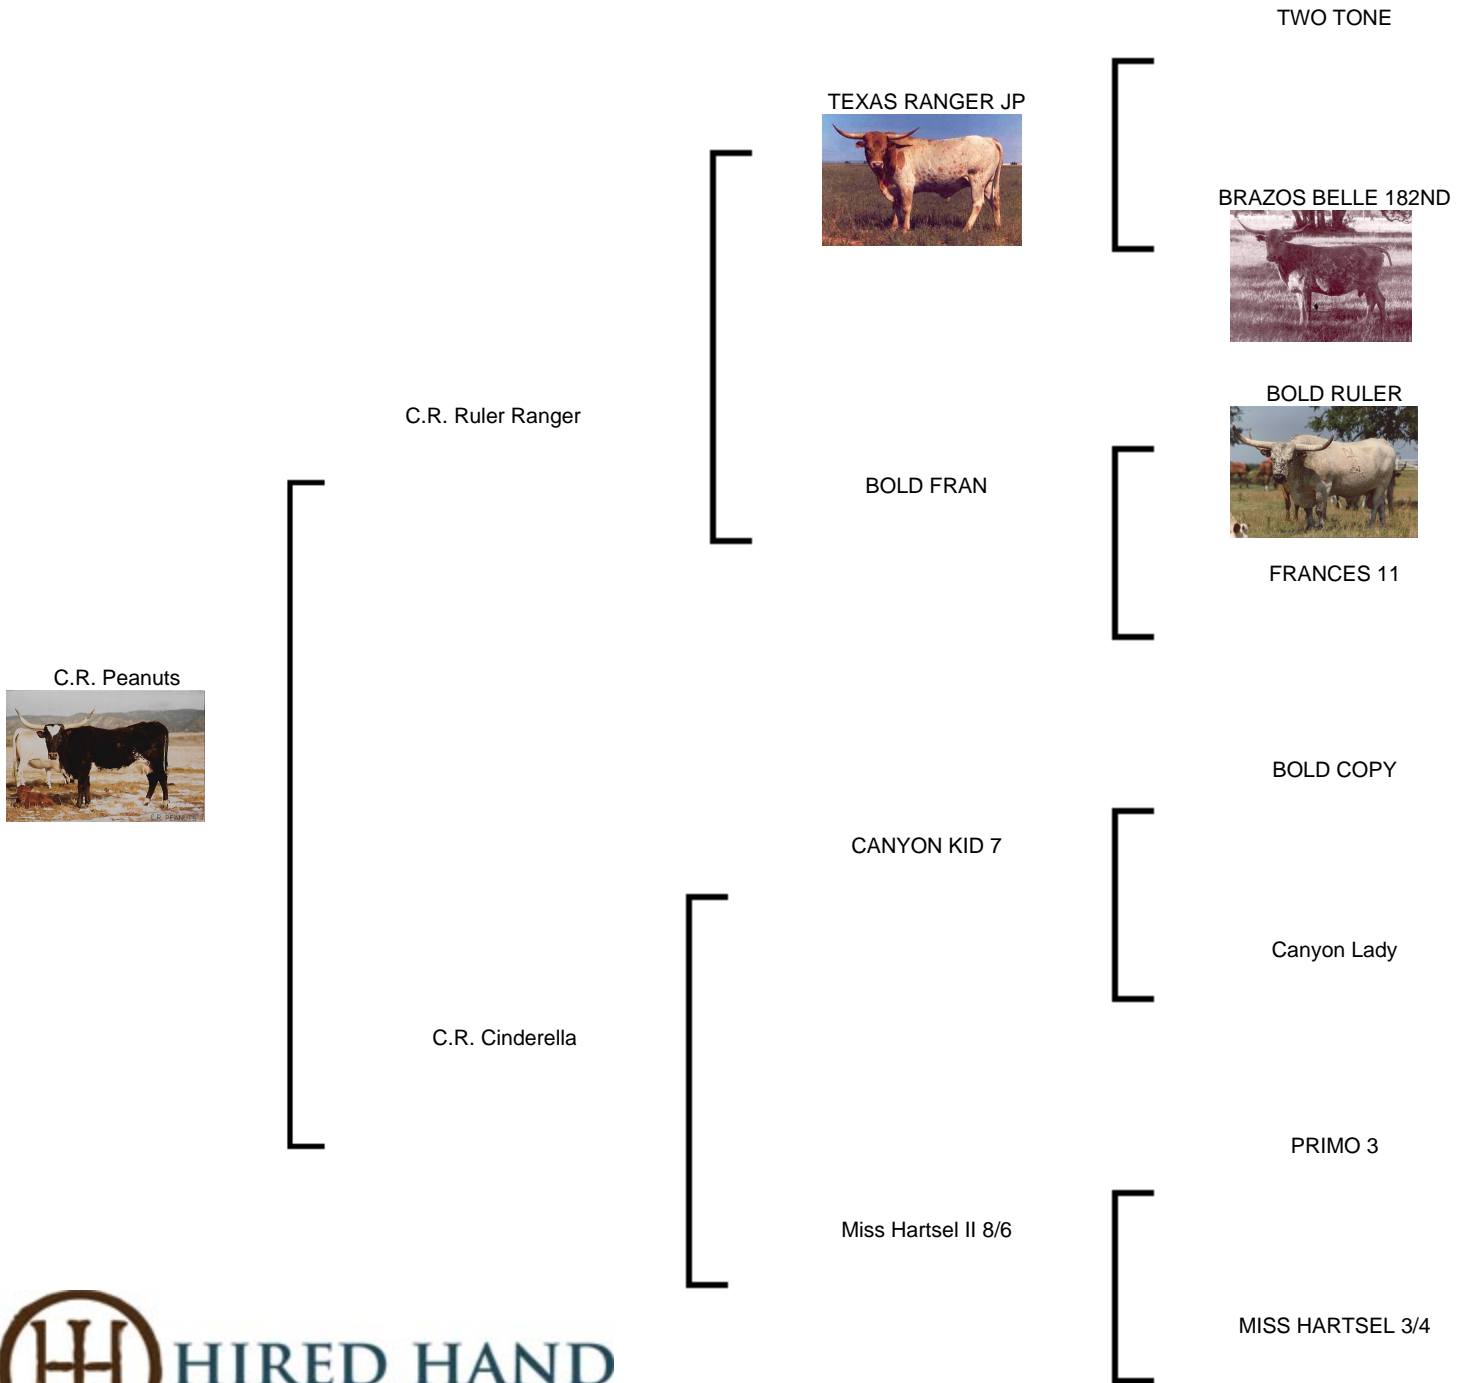 TWO TONE
TEXAS RANGER JP
BRAZOS BELLE 182ND
BOLD RULER
C.R. Ruler Ranger
BOLD FRAN
FRANCES 11
C.R. Peanuts
C.R. PEANUTS
BOLD COPY
CANYON KID 7
Canyon Lady
C.R. Cinderella
PRIMO 3
Miss Hartsel II 8/6
MISS HARTSEL 3/4
HIRED HAND